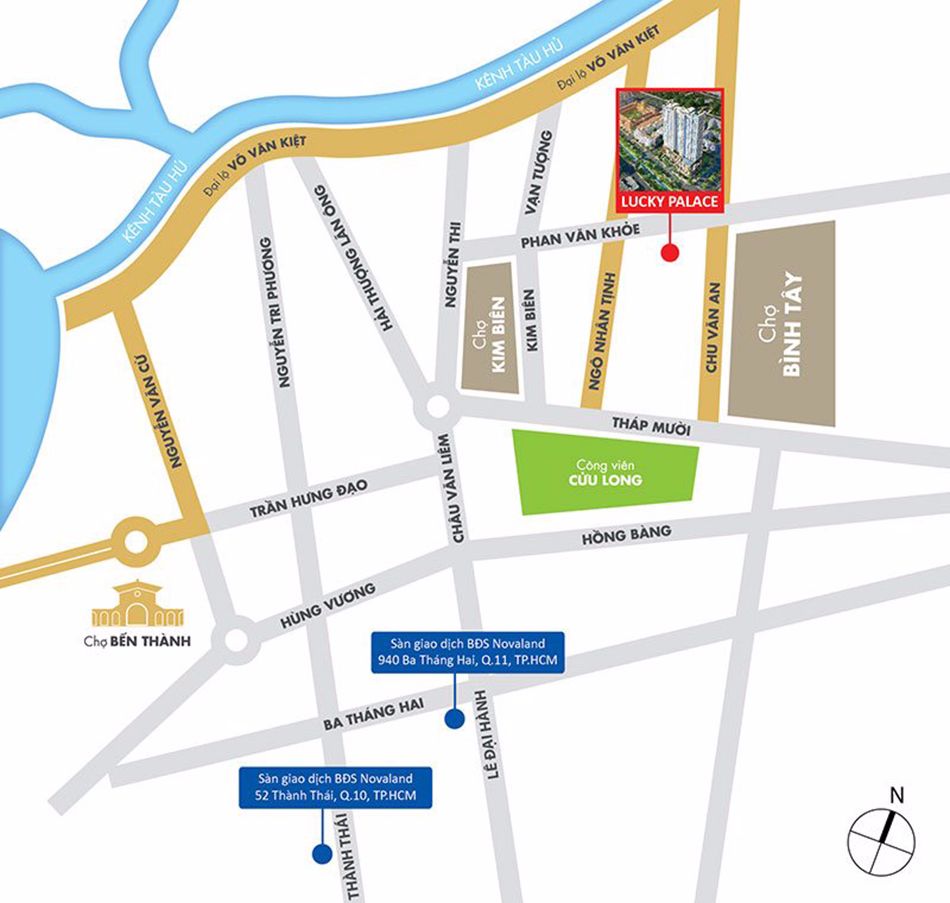 KÊNH TÀU HỦ
Đại lộ VÕ VĂN KIỆT
LUCKY PALACE
VẠN TƯỢNG
Đại lộ VÕ VĂN KIỆT
KÊNH TÀU HỦ
PHAN VĂN KHỎE
HẢI THƯỢNG LAN ÔNG
NGUYỄN THI
NGUYỄN TRI PHƯƠNG
KIM BIÊN
NGÔ NHÂN TỊNH
CHU VĂN AN
Chợ
KIM BIÊN
Chợ
BÌNH TÂY
NGUYỄN VĂN CỪ
THÁP MƯỜI
CHÂU VĂN LIÊM
Công viên
CỬU LONG
TRẦN HƯNG ĐẠO
HỒNG BÀNG
HÙNG VƯƠNG
Chợ BẾN THÀNH
Sàn giao dịch BĐS Novaland
940 Ba Tháng Hai, Q.11, TP.HCM
BA THÁNG HAI
LÊ ĐẠI HÀNH
Sàn giao dịch BĐS Novaland
52 Thành Thái, Q.10, TP.HCM
THÀNH THÁI
N